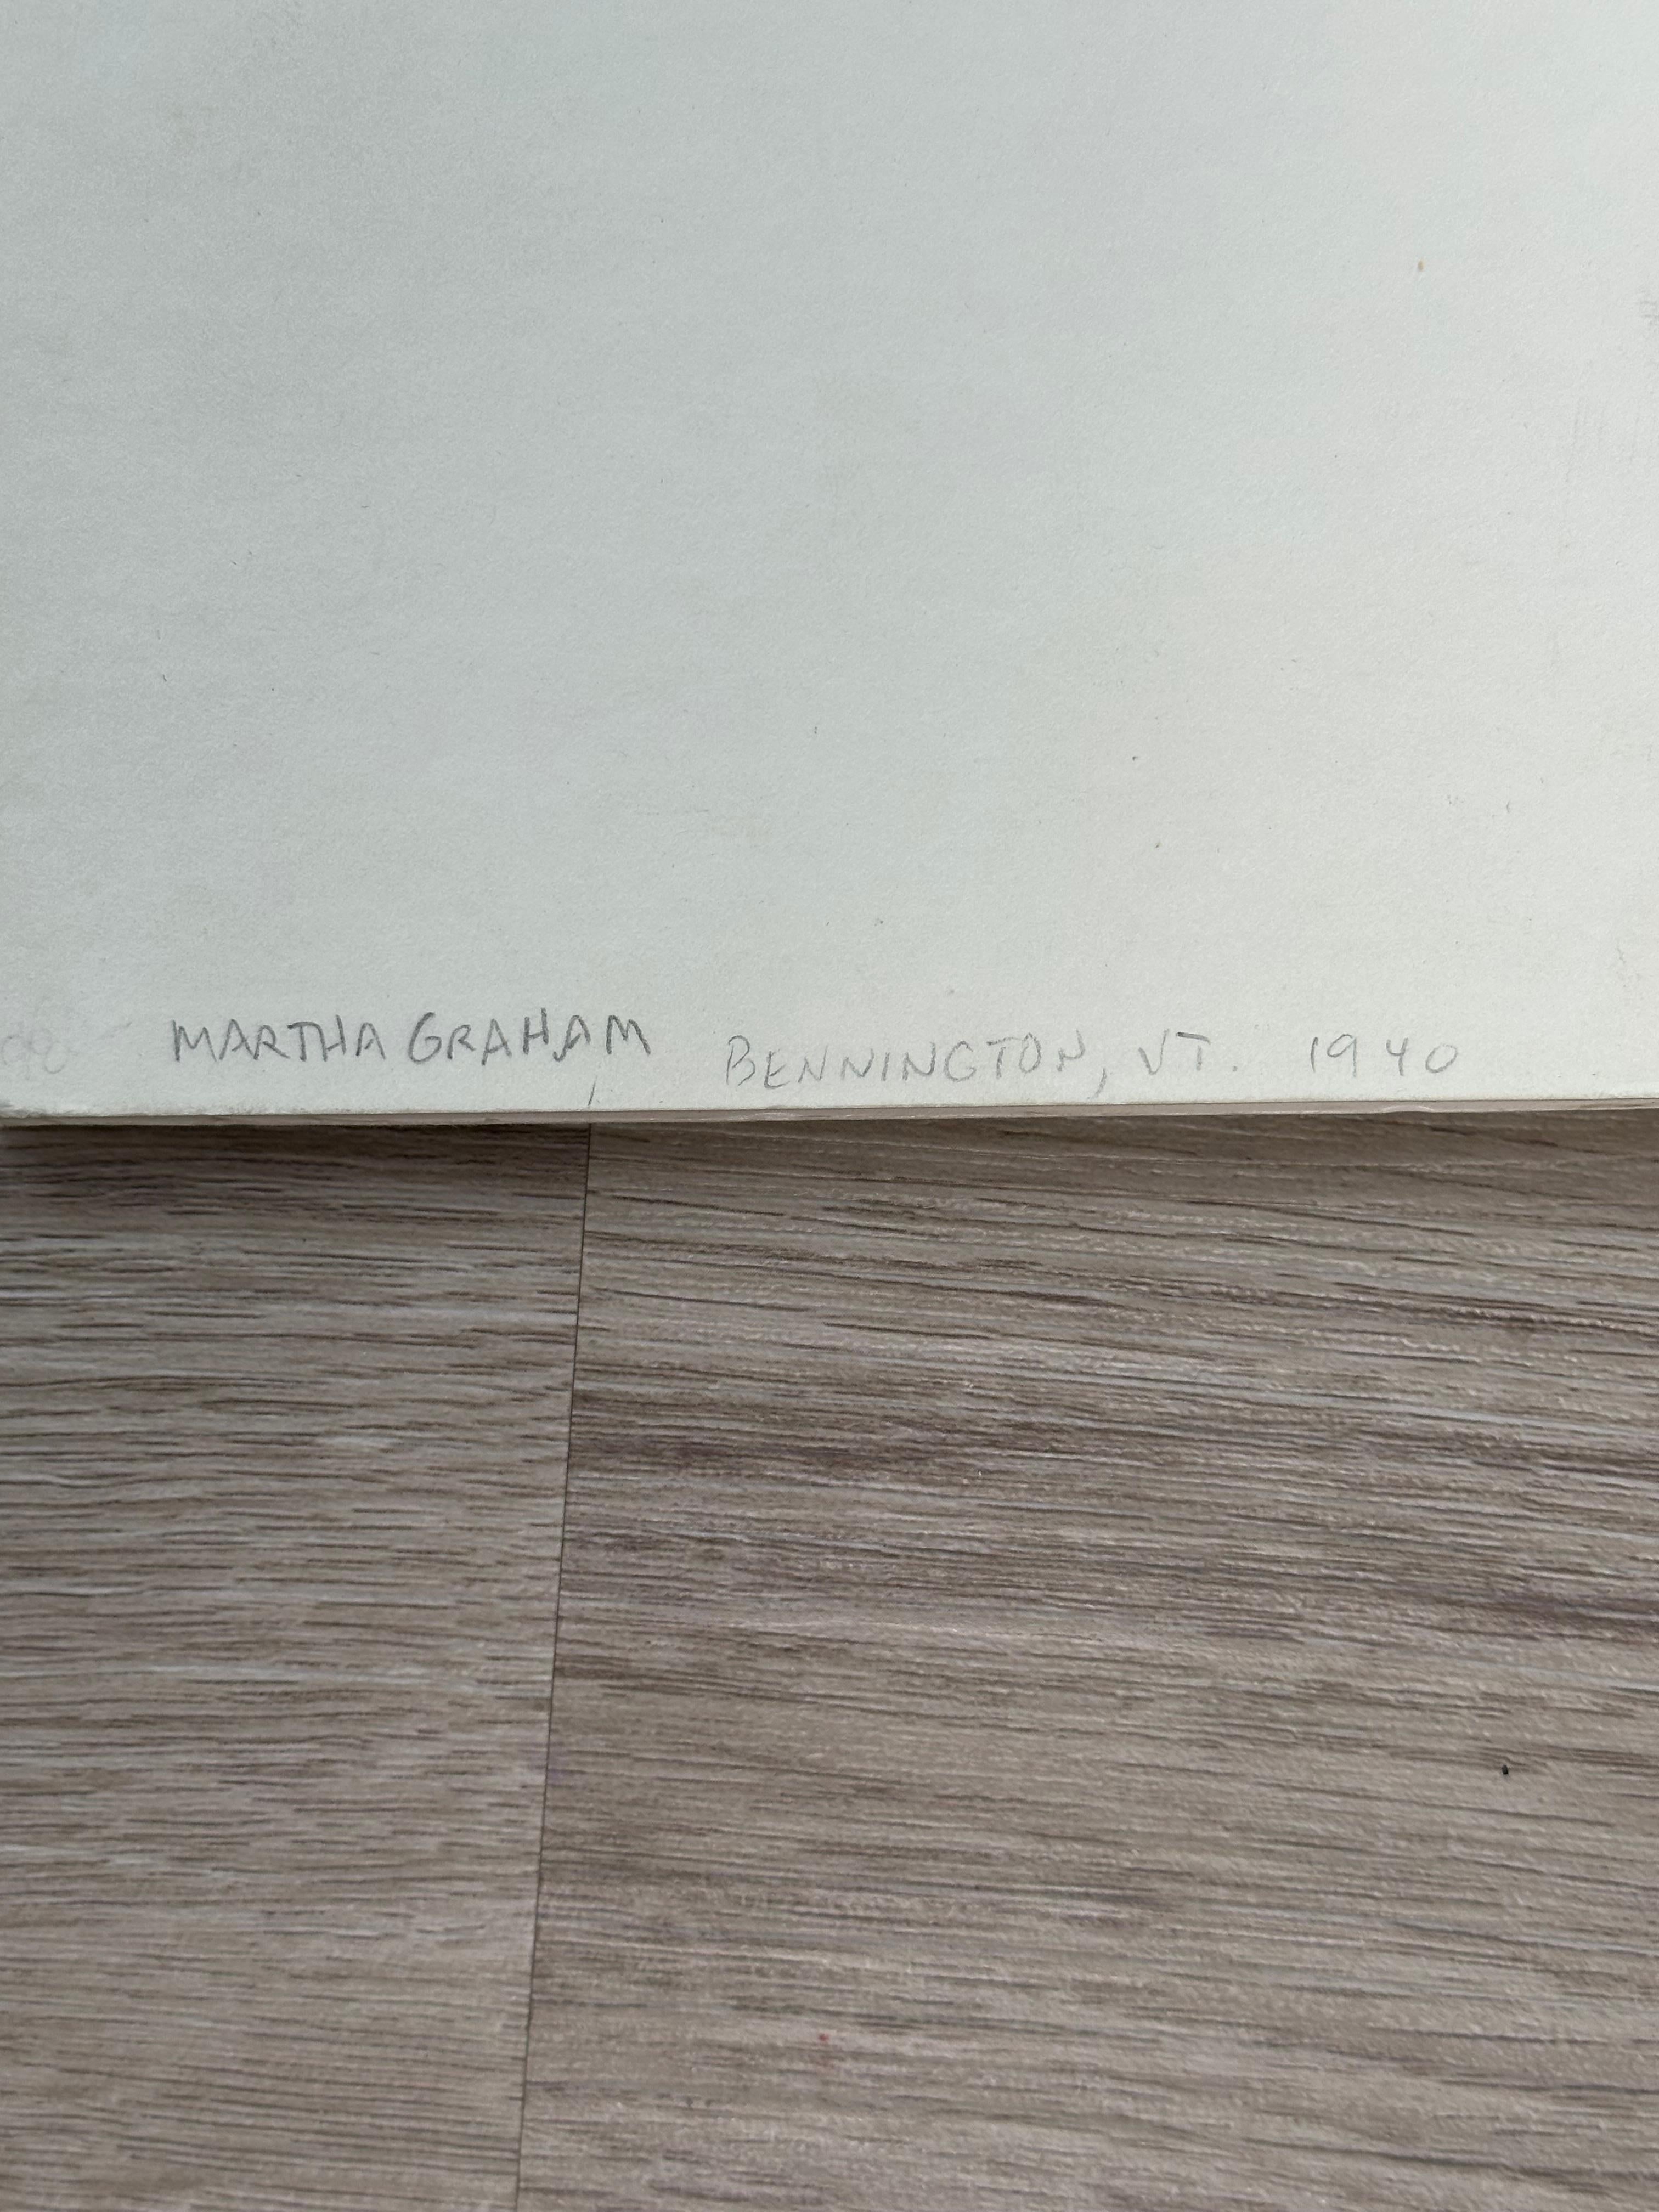 MARTHA GRAHAM BENNINGTON, VT. 1940